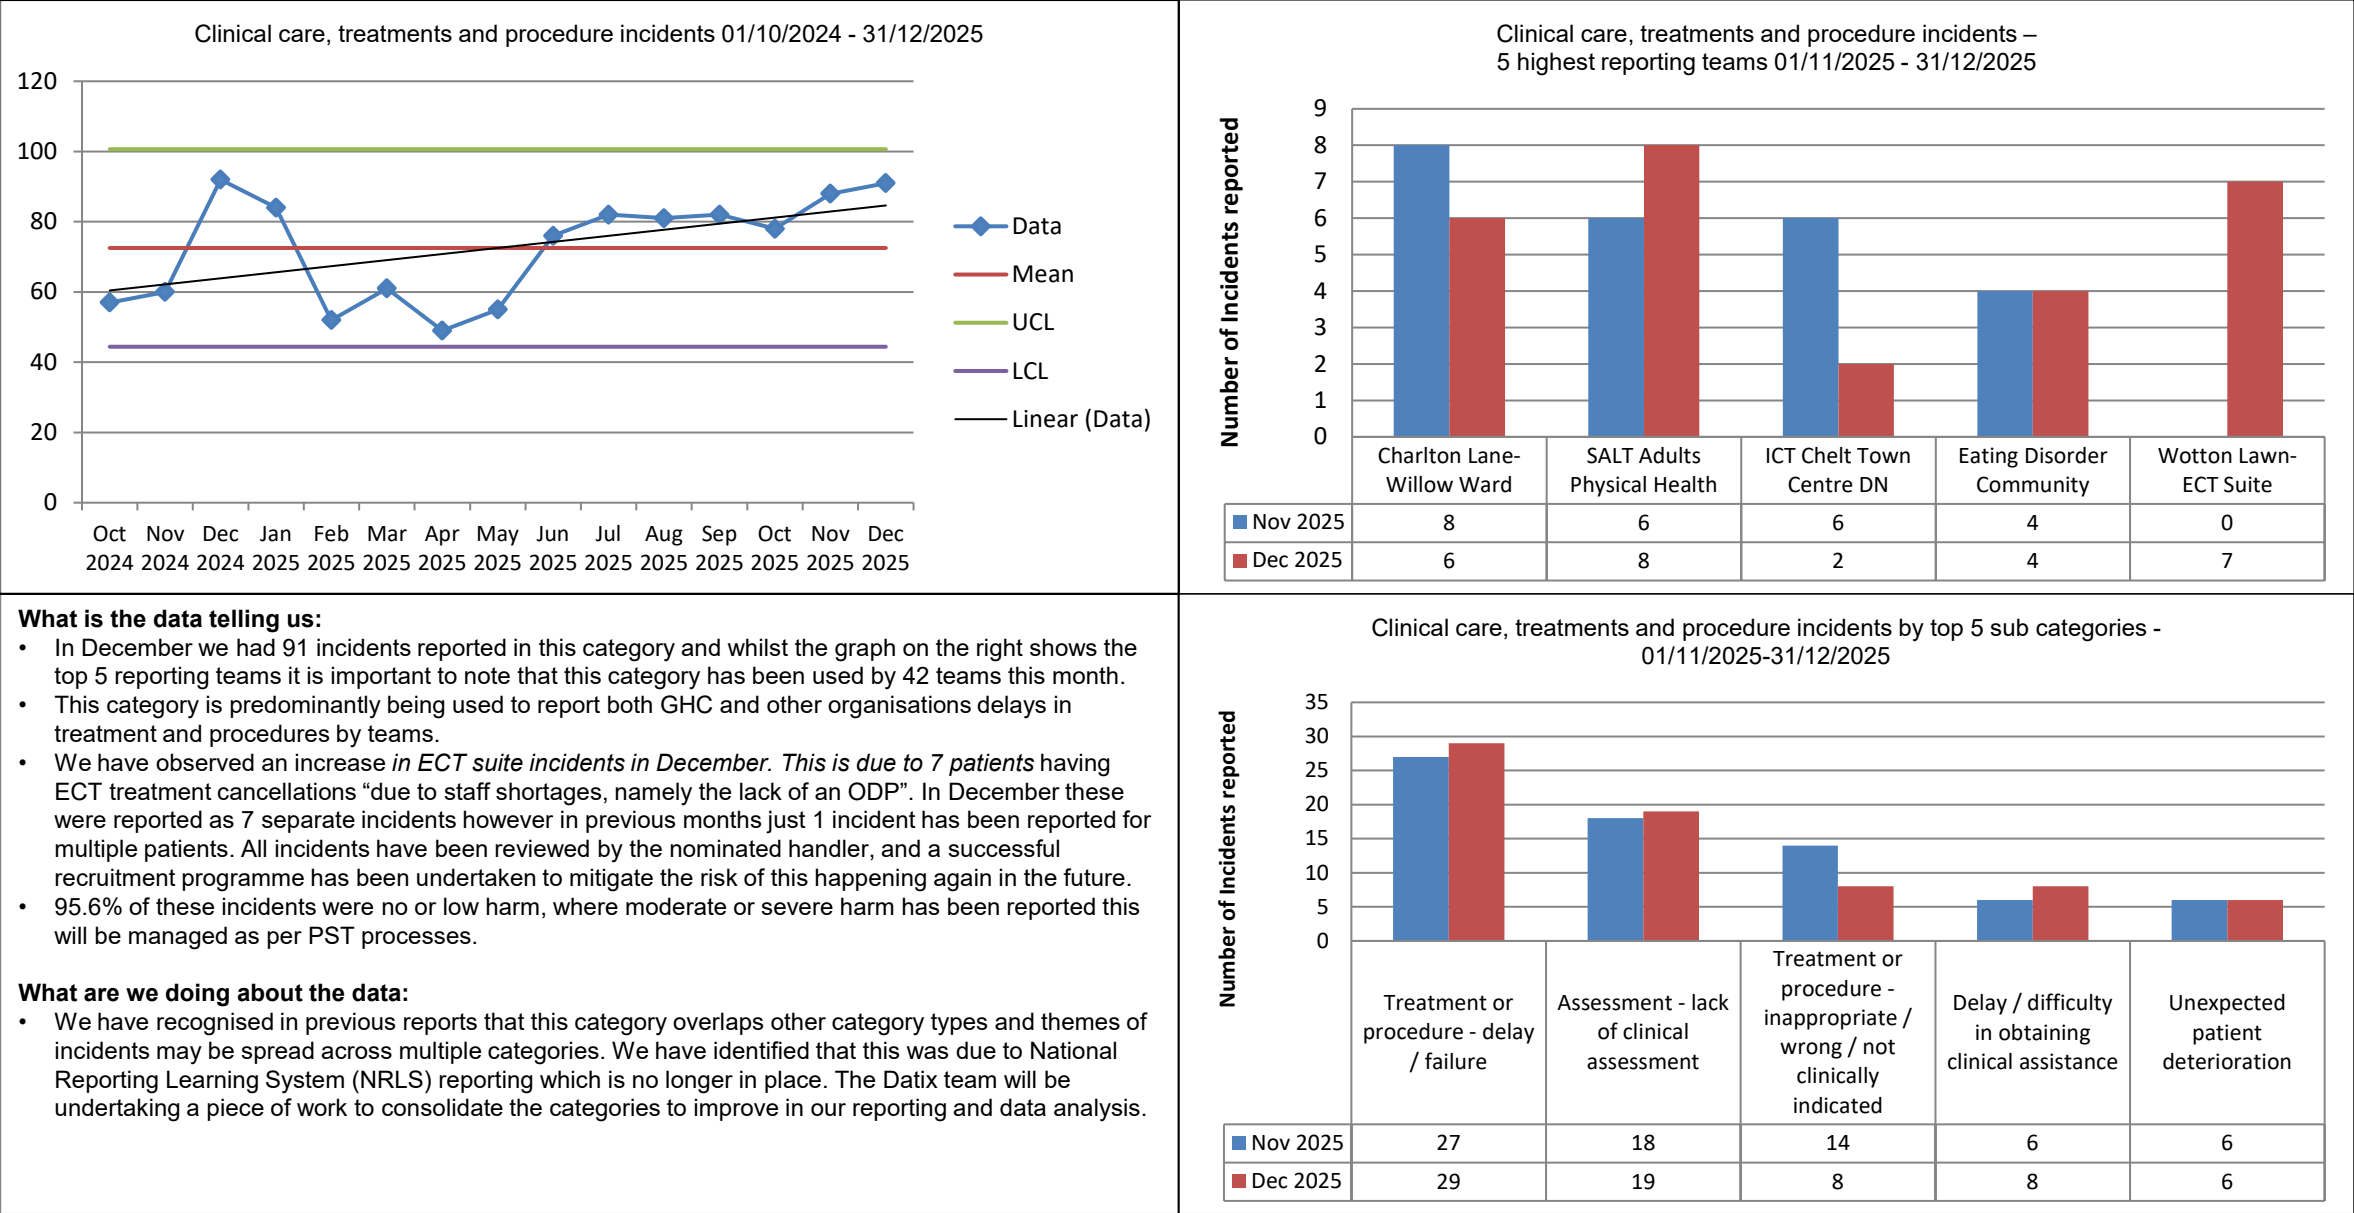 Clinical care, treatments and procedure incidents 01/10/2024 - 31/12/2025
120
100
80
60
40
20
0
Oct Nov Dec Jan Feb Mar Apr May Jun Jul Aug Sep Oct Nov Dec
2024 2024 2024 2025 2025 2025 2025 2025 2025 2025 2025 2025 2025 2025 2025
Data
Mean
UCL
LCL
Linear (Data)
Clinical care, treatments and procedure incidents –
5 highest reporting teams 01/11/2025 - 31/12/2025
Number of Incidents reported
9
8
7
6
5
4
3
2
1
0
Charlton Lane-
Willow Ward
SALT Adults
Physical Health
ICT Chelt Town
Centre DN
Eating Disorder
Community
Wotton Lawn-
ECT Suite
Nov 2025 8 6 6 4 0
Dec 2025 6 8 2 4 7
What is the data telling us:
• In December we had 91 incidents reported in this category and whilst the graph on the right shows the
top 5 reporting teams it is important to note that this category has been used by 42 teams this month.
• This category is predominantly being used to report both GHC and other organisations delays in
treatment and procedures by teams.
• We have observed an increase in ECT suite incidents in December. This is due to 7 patients having
ECT treatment cancellations “due to staff shortages, namely the lack of an ODP”. In December these
were reported as 7 separate incidents however in previous months just 1 incident has been reported for
multiple patients. All incidents have been reviewed by the nominated handler, and a successful
recruitment programme has been undertaken to mitigate the risk of this happening again in the future.
• 95.6% of these incidents were no or low harm, where moderate or severe harm has been reported this
will be managed as per PST processes.
What are we doing about the data:
• We have recognised in previous reports that this category overlaps other category types and themes of
incidents may be spread across multiple categories. We have identified that this was due to National
Reporting Learning System (NRLS) reporting which is no longer in place. The Datix team will be
undertaking a piece of work to consolidate the categories to improve in our reporting and data analysis.
Clinical care, treatments and procedure incidents by top 5 sub categories -
01/11/2025-31/12/2025
Number of Incidents reported
35
30
25
20
15
10
5
0
Treatment or
procedure - delay
/ failure
Assessment - lack
of clinical
assessment
Treatment or
procedure -
inappropriate /
wrong / not
clinically
indicated
Delay / difficulty
in obtaining
clinical assistance
Unexpected
patient
deterioration
Nov 2025 27 18 14 6 6
Dec 2025 29 19 8 8 6